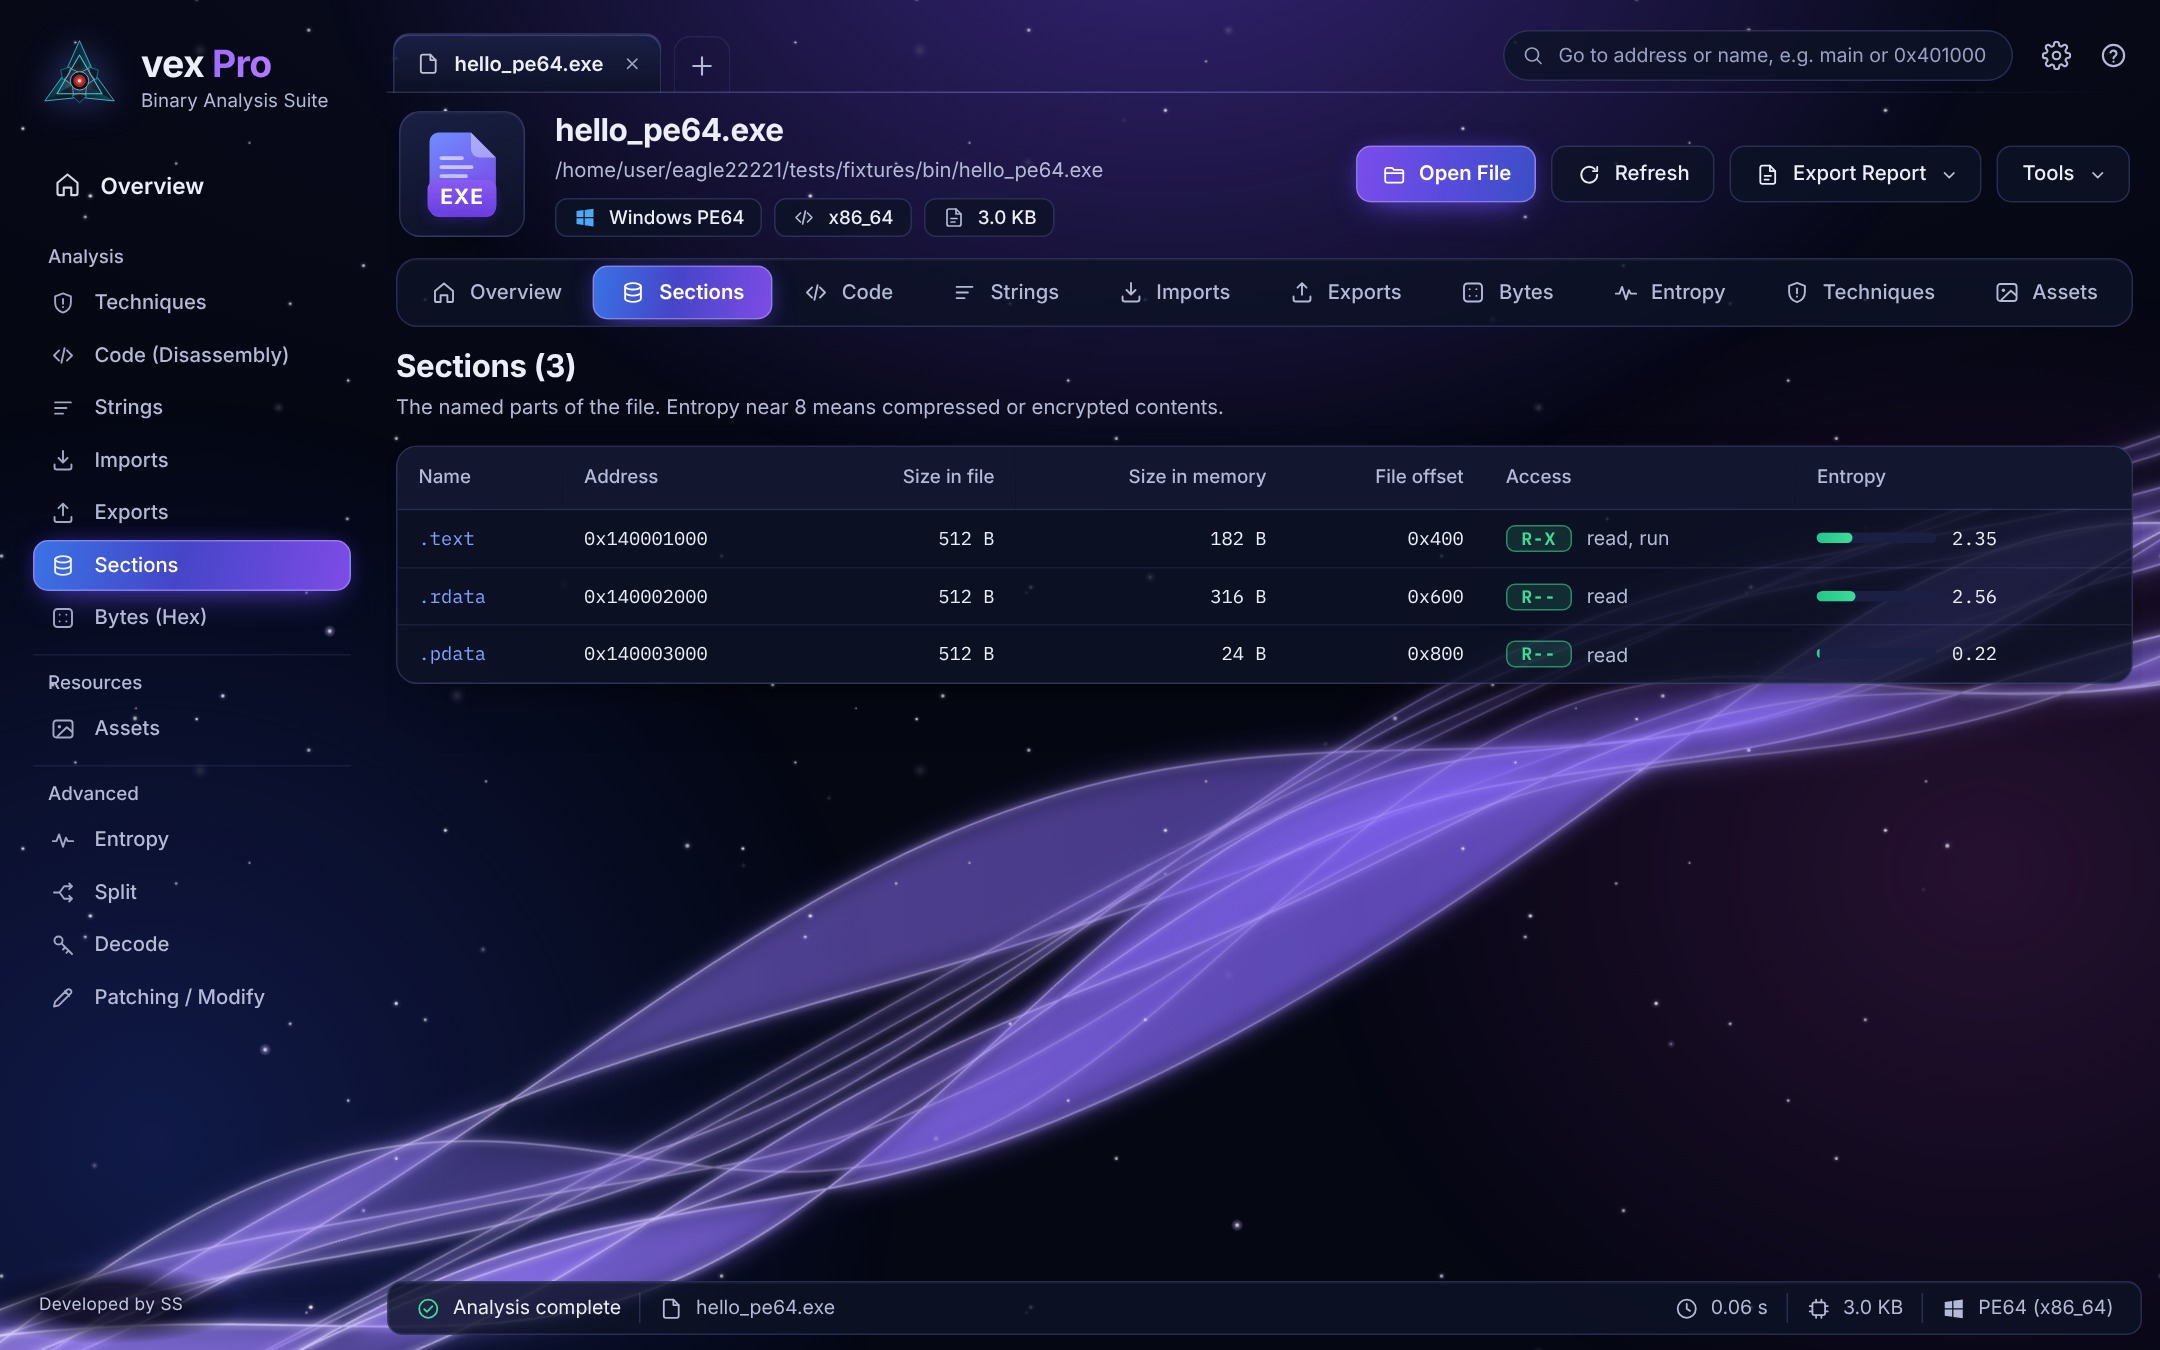 vex Pro
Binary Analysis Suite
Overview
Analysis
Techniques
Code (Disassembly)
Strings
Imports
Exports
Sections
Bytes (Hex)
Resources
Assets
Advanced
Entropy
Split
Decode
Patching / Modify
Developed by SS
hello_pe64.exe
Go to address or name, e.g. main or 0x401000
EXE
hello_pe64.exe
/home/user/eagle22221/tests/fixtures/bin/hello_pe64.exe
Windows PE64 x86_64 3.0 KB
Open File Refresh Export Report Tools
Overview Sections Code Strings Imports Exports Bytes Entropy Techniques Assets
Sections (3)
The named parts of the file. Entropy near 8 means compressed or encrypted contents.
Name Address Size in file Size in memory File offset Access Entropy
.text 0x140001000 512 B 182 B 0x400 R-X read, run 2.35
.rdata 0x140002000 512 B 316 B 0x600 R-- read 2.56
.pdata 0x140003000 512 B 24 B 0x800 R-- read 0.22
Analysis complete hello_pe64.exe 0.06 s 3.0 KB PE64 (x86_64)